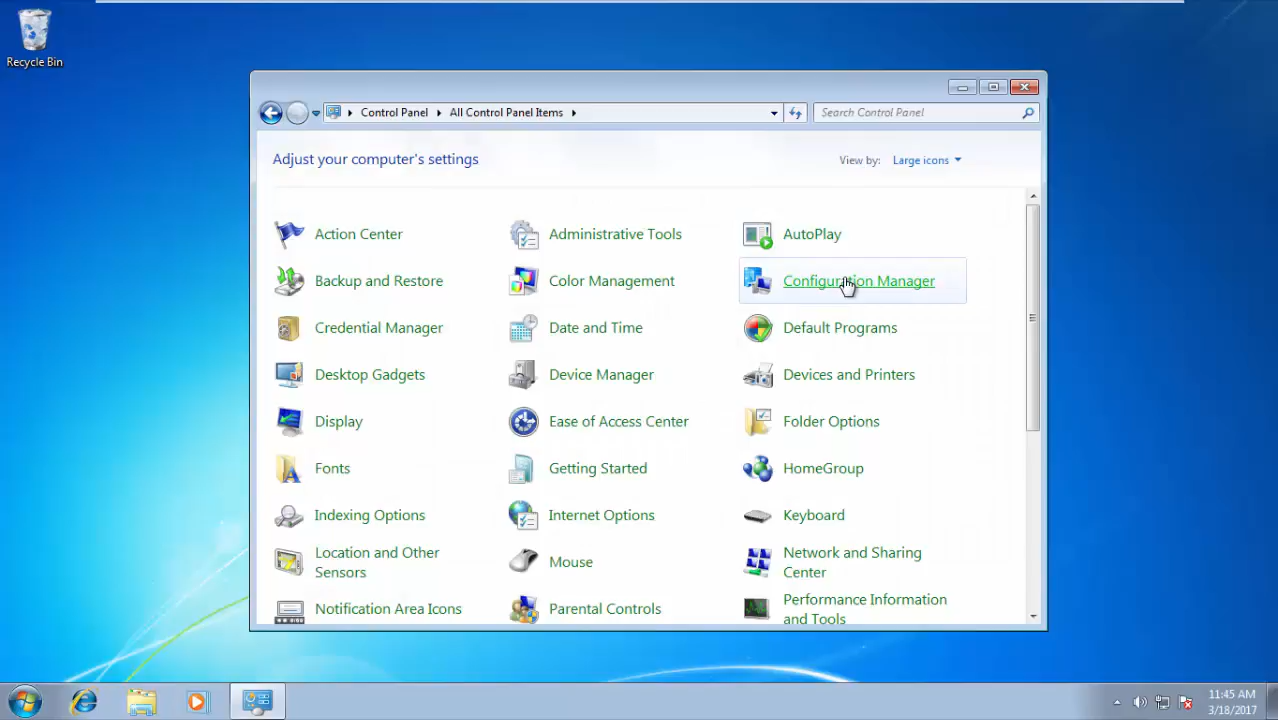 Recycle Bin
Control Panel
All Control Panel Items
Search Control Panel
Adjust your computer's settings
View by:
Large icons
Action Center
Administrative Tools
AutoPlay
Backup and Restore
Color Management
Configuration Manager
Credential Manager
Date and Time
Default Programs
Desktop Gadgets
Device Manager
Devices and Printers
Display
Ease of Access Center
Folder Options
Fonts
Getting Started
HomeGroup
Indexing Options
Internet Options
Keyboard
Location and Other
Sensors
Mouse
Network and Sharing
Center
Notification Area Icons
Parental Controls
Performance Information
and Tools
11:45 AM
3/18/2017